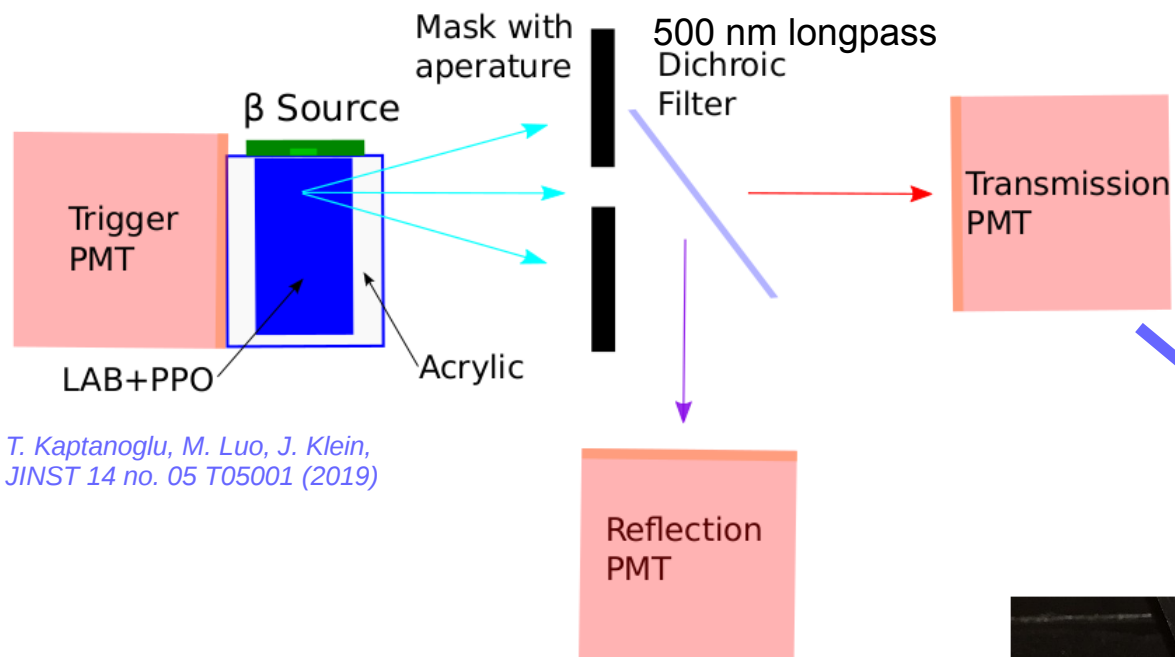 Mask with
aperature
500 nm longpass
Dichroic
Filter
β Source
Trigger
PMT
Transmission
PMT
LAB+PPO
Acrylic
T. Kaptanoglu, M. Luo, J. Klein,
JINST 14 no. 05 T05001 (2019)
Reflection
PMT